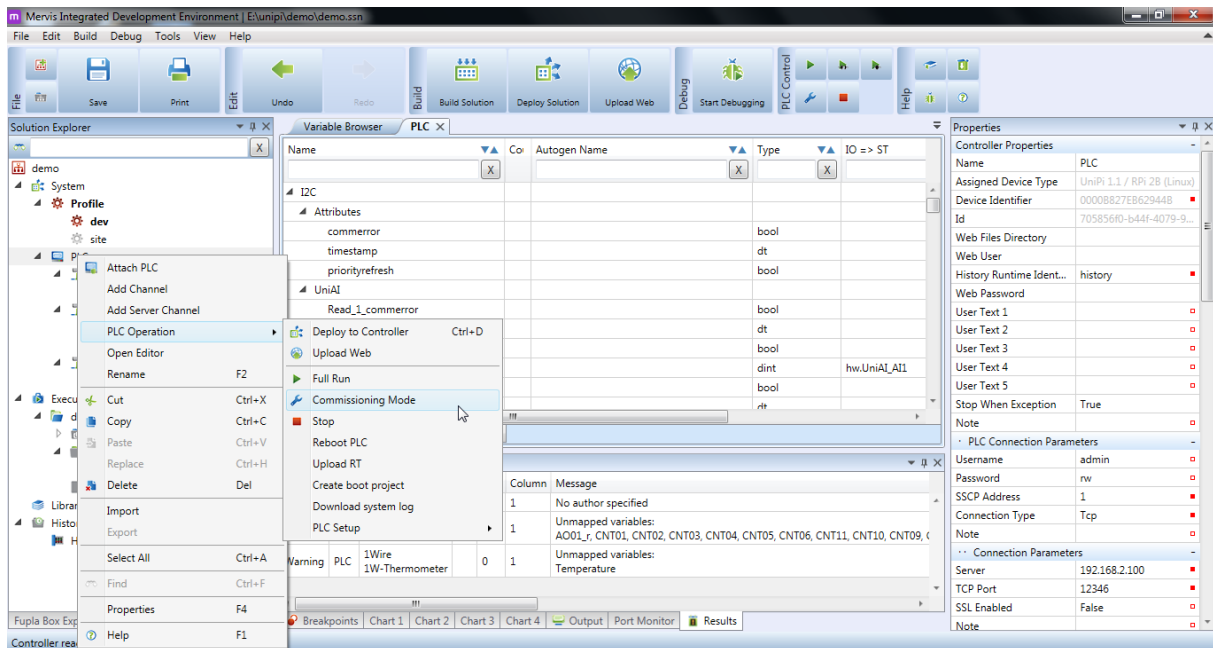 m Mervis Integrated Development Environment | E:\unipi\demo\demo.ssn
File Edit Build Debug Tools View Help
File Save Print Edit Undo Redo Build Build Solution Deploy Solution Upload Web Debug Start Debugging PLC Control Help
Solution Explorer
X
demo
System
Profile
dev
site
Attach PLC
Add Channel
Add Server Channel
PLC Operation
Open Editor
Rename F2
Cut Ctrl+X
Copy Ctrl+C
Paste Ctrl+V
Replace Ctrl+H
Delete Del
Import
Export
Select All Ctrl+A
Find Ctrl+F
Properties F4
Help F1
Fupla Box Exp
Controller rea
Deploy to Controller Ctrl+D
Upload Web
Full Run
Commissioning Mode
Stop
Reboot PLC
Upload RT
Create boot project
Download system log
PLC Setup
Variable Browser PLC
Name Autogen Name Type IO => ST
X X X
I2C
Attributes
commerror bool
timestamp dt
priorityrefresh bool
UniAI
Read_1_commerror bool
dt
bool
dint hw.UniAI_AI1
bool
dt
Column Message
1 No author specified
1 Unmapped variables:
AO01_r, CNT01, CNT02, CNT03, CNT04, CNT05, CNT06, CNT11, CNT10, CNT09,
Warning PLC 1Wire
1W-Thermometer 0 1 Unmapped variables:
Temperature
Breakpoints Chart 1 Chart 2 Chart 3 Chart 4 Output Port Monitor Results
Properties
Controller Properties
Name PLC
Assigned Device Type UniPi 1.1 / RPi 2B (Linux)
Device Identifier 0000B827EB62944B
Id 705856f0-b44f-4079-9...
Web Files Directory
Web User
History Runtime Ident... history
Web Password
User Text 1
User Text 2
User Text 3
User Text 4
User Text 5
Stop When Exception True
Note
PLC Connection Parameters
Username admin
Password rw
SSCP Address 1
Connection Type Tcp
Note
Connection Parameters
Server 192.168.2.100
TCP Port 12346
SSL Enabled False
Note